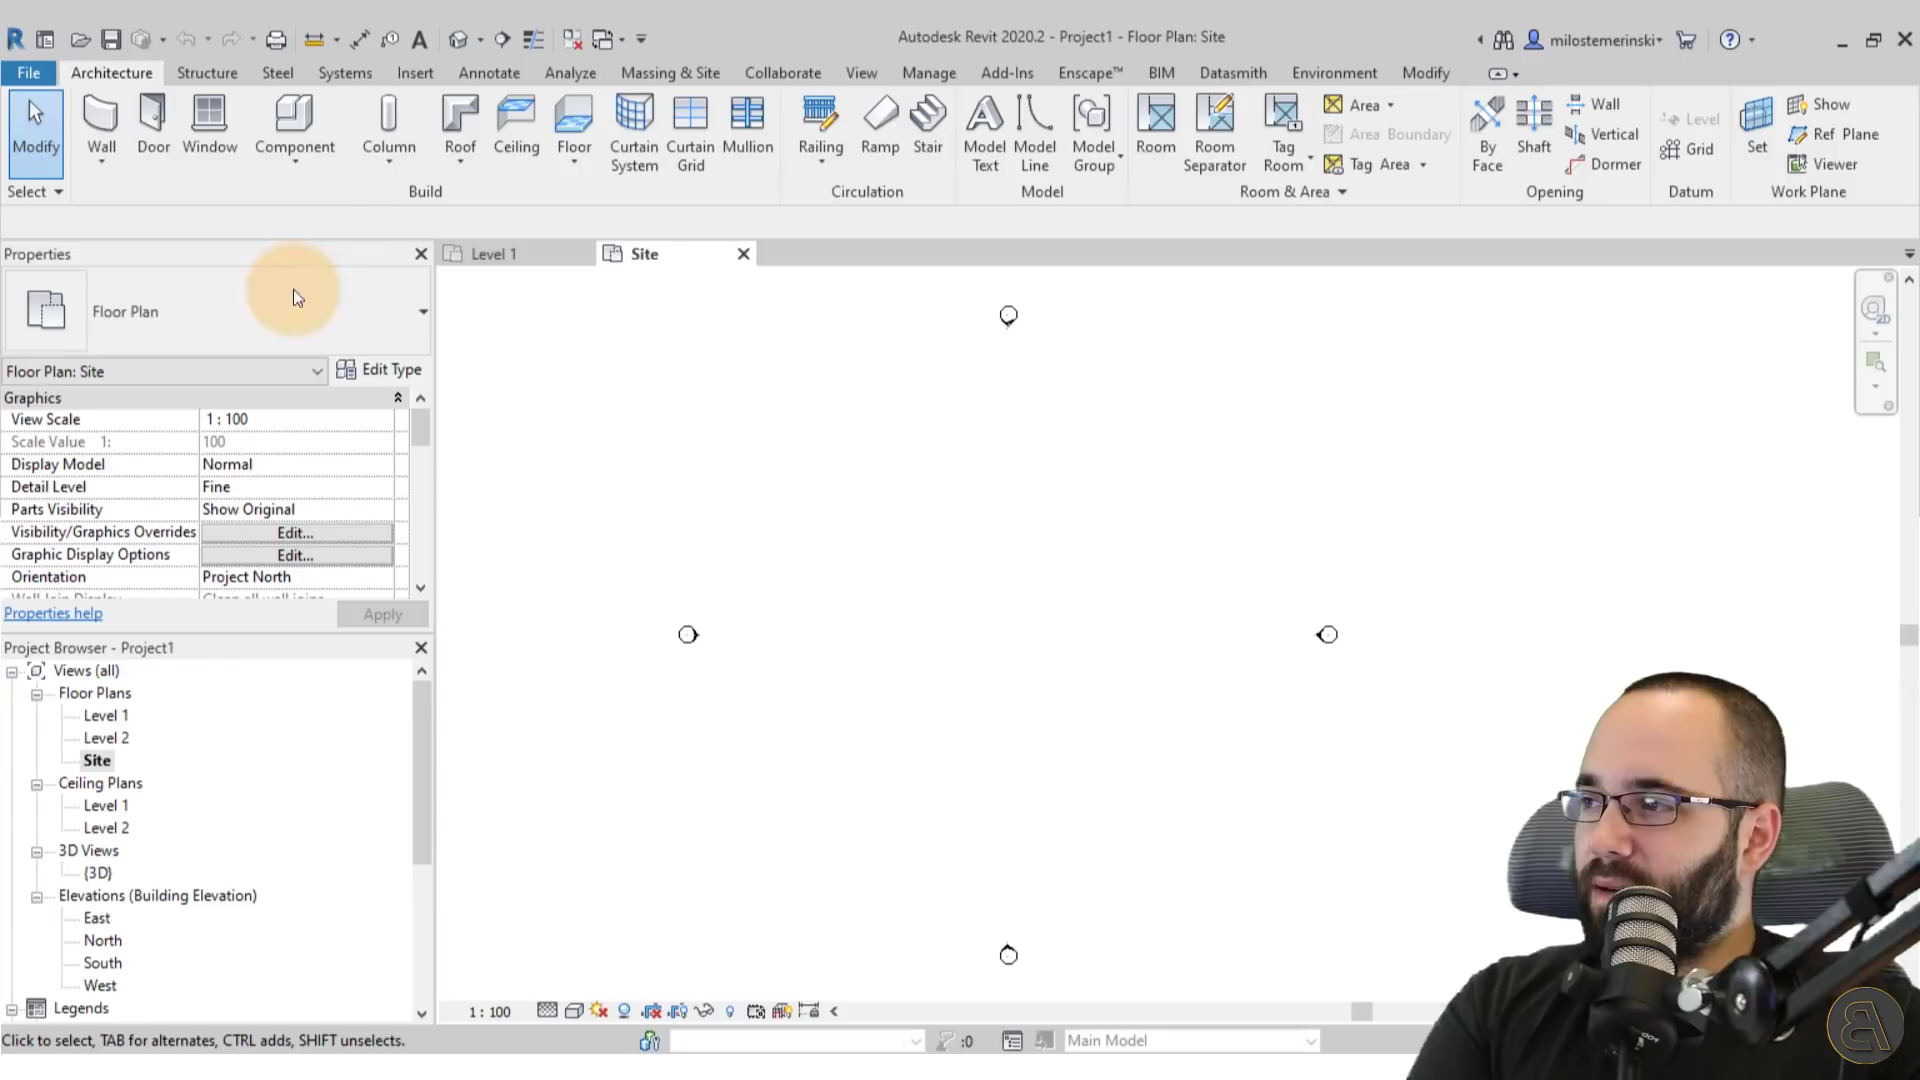 Autodesk Revit 2020.2 - Project1 - Floor Plan: Site
milostemerinski
File Architecture Structure Steel Systems Insert Annotate Analyze Massing & Site Collaborate View Manage Add-Ins Enscape™ BIM Datasmith Environment Modify
Modify Wall Door Window Component Column Roof Ceiling Floor Curtain System Curtain Grid Mullion Railing Ramp Stair Model Text Model Line Model Group Room Room Separator Tag Room
Area
Area Boundary
Tag Area
By Face Shaft
Wall
Vertical
Dormer
Level
Grid
Set
Show
Ref Plane
Viewer
Select Build Circulation Model Room & Area Opening Datum Work Plane
Properties
Level 1 Site
2D
Floor Plan
Floor Plan: Site Edit Type
Graphics
View Scale 1 : 100
Scale Value 1: 100
Display Model Normal
Detail Level Fine
Parts Visibility Show Original
Visibility/Graphics Overrides Edit...
Graphic Display Options Edit...
Orientation Project North
Properties help Apply
Project Browser - Project1
Views (all)
Floor Plans
Level 1
Level 2
Site
Ceiling Plans
Level 1
Level 2
3D Views
{3D}
Elevations (Building Elevation)
East
North
South
West
Legends
1 : 100
Click to select, TAB for alternates, CTRL adds, SHIFT unselects.
:0
Main Model